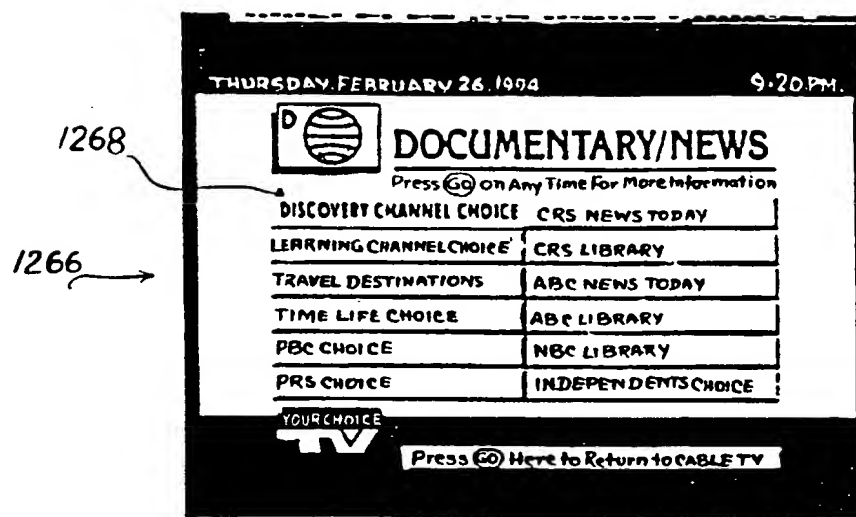 THURSDAY. FEBRUARY 26. 1994 9:20 PM.
D
DOCUMENTARY/NEWS
1268
Press GO on Any Time For More Information
DISCOVERY CHANNEL CHOICE CRS NEWS TODAY
LEARNING CHANNEL CHOICE CRS LIBRARY
1266
TRAVEL DESTINATIONS ABC NEWS TODAY
TIME LIFE CHOICE ABC LIBRARY
PBC CHOICE NBC LIBRARY
PRS CHOICE INDEPENDENTS CHOICE
YOUR CHOICE
TV
Press GO Here to Return to CABLE TV